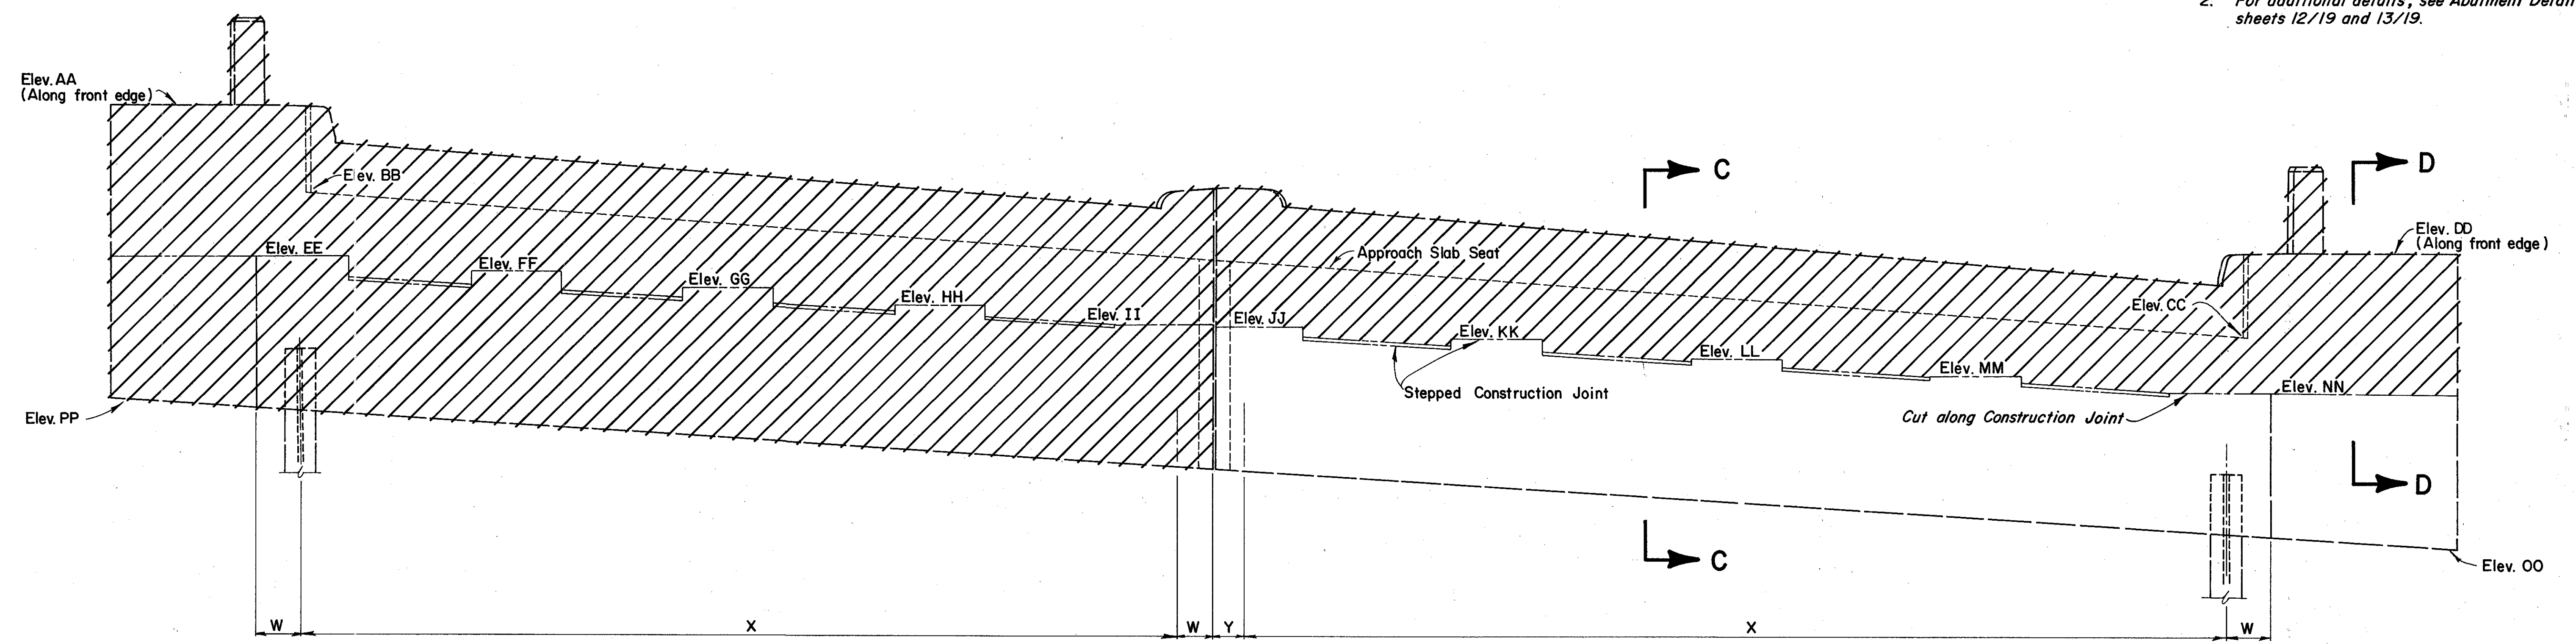 2. For additional details, see Abutment Detail
sheets 12/19 and 13/19.
Elev. AA
(Along front edge)
Elev. BB
C
D
Elev. DD
(Along front edge)
Elev. EE
Elev. FF
Approach Slab Seat
Elev. GG
Elev. HH
Elev. CC
Elev. II
Elev. JJ
Elev. KK
Elev. LL
Elev. MM
Elev. NN
Stepped Construction Joint
Cut along Construction Joint
Elev. PP
D
C
Elev. OO
W
X
W
Y
X
W